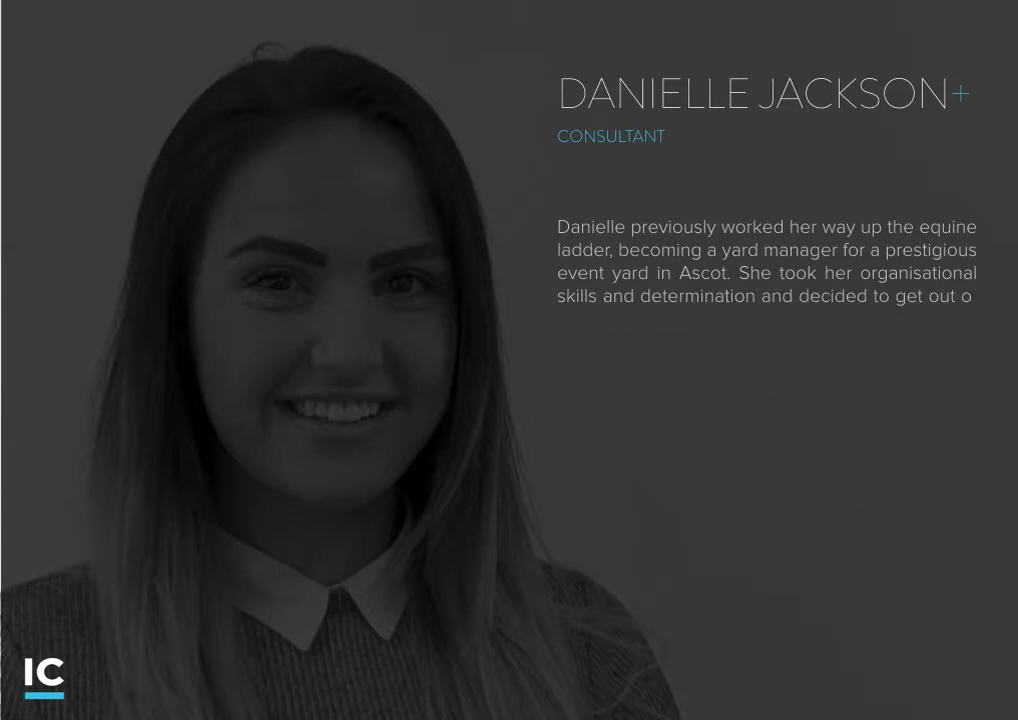 DANIELLE JACKSON+
CONSULTANT
Danielle previously worked her way up the equine
ladder, becoming a yard manager for a prestigious
event yard in Ascot. She took her organisational
skills and determination and decided to get out o
IC